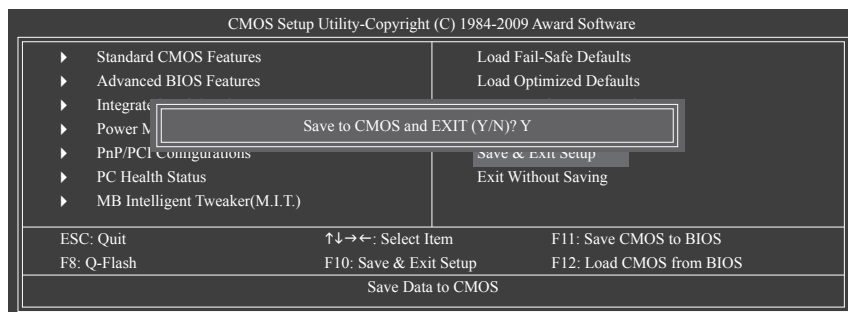 CMOS Setup Utility-Copyright (C) 1984-2009 Award Software
Standard CMOS Features
Advanced BIOS Features
Integrate
Power M
PnP/PCI Configurations
PC Health Status
MB Intelligent Tweaker(M.I.T.)
Load Fail-Safe Defaults
Load Optimized Defaults
Save & Exit Setup
Exit Without Saving
Save to CMOS and EXIT (Y/N)? Y
ESC: Quit
↑↓→←: Select Item
F11: Save CMOS to BIOS
F8: Q-Flash
F10: Save & Exit Setup
F12: Load CMOS from BIOS
Save Data to CMOS